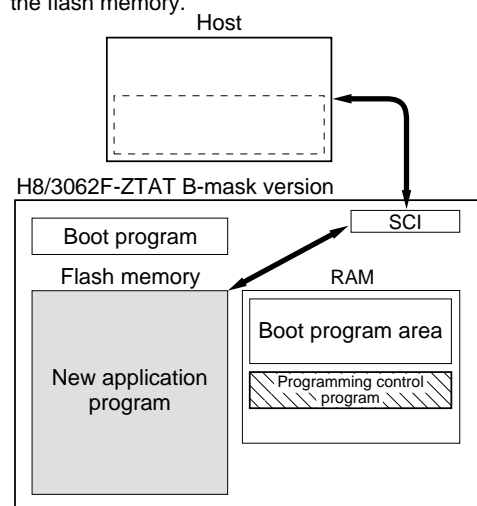 the flash memory.
Host
H8/3062F-ZTAT B-mask version
SCI
Boot program
Flash memory
RAM
Boot program area
New application
program
Programming control
program